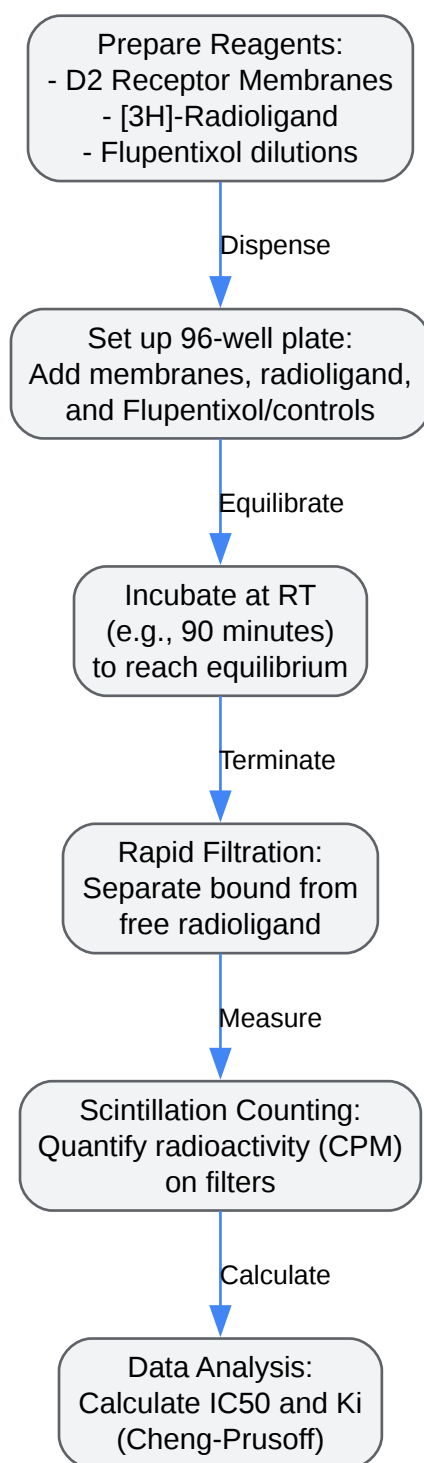 Prepare Reagents:
- D2 Receptor Membranes
- [3H]-Radioligand
- Flupentixol dilutions
Dispense
Set up 96-well plate:
Add membranes, radioligand,
and Flupentixol/controls
Equilibrate
Incubate at RT
(e.g., 90 minutes)
to reach equilibrium
Terminate
Rapid Filtration:
Separate bound from
free radioligand
Measure
Scintillation Counting:
Quantify radioactivity (CPM)
on filters
Calculate
Data Analysis:
Calculate IC50 and Ki
(Cheng-Prusoff)